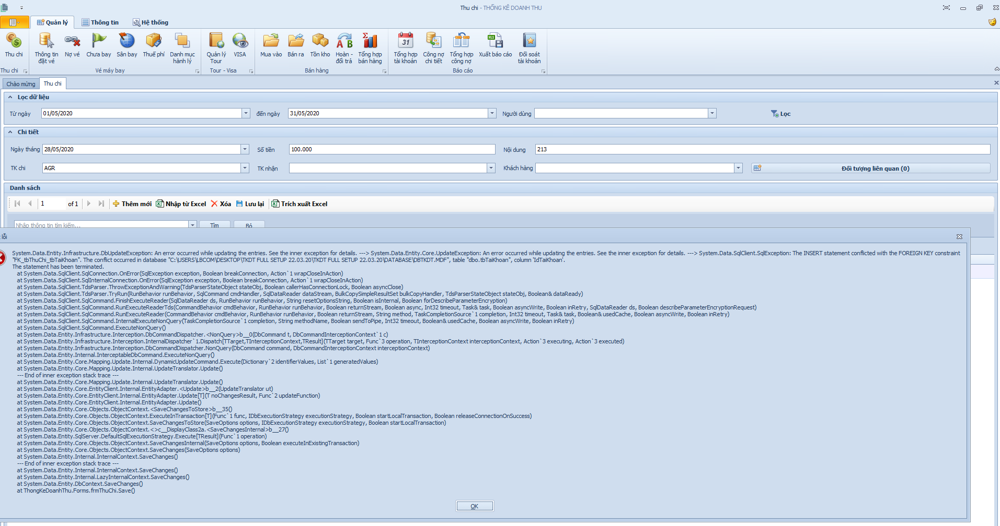 Thu chi - THỐNG KÊ DOANH THU
Quản lý
Thông tin
Hệ thống
Thu chi
Thông tin đặt vé
Nợ vé
Chưa bay
Sân bay
Thuế phí
Danh mục hành lý
Quản lý Tour
VISA
Mua vào
Bán ra
Tồn kho
Hoàn - đổi trả
Tổng hợp bán hàng
31
Tổng hợp tài khoản
Công nợ chi tiết
Tổng hợp công nợ
XLS
Xuất báo cáo
Đối soát tài khoản
Thu chi
Vé máy bay
Tour - Visa
Bán hàng
Báo cáo
Chào mừng
Thu chi
Lọc dữ liệu
Từ ngày 01/05/2020 đến ngày 31/05/2020 Người dùng Lọc
Chi tiết
Ngày tháng 28/05/2020 Số tiền 100.000 Nội dung 213
TK chi AGR TK nhận Khách hàng Đối tượng liên quan (0)
Danh sách
1 of 1 Thêm mới Nhập từ Excel Xóa Lưu lại Trích xuất Excel
Nhập thông tin tìm kiếm... Tìm Bỏ
lỗi
System.Data.Entity.Infrastructure.DbUpdateException: An error occurred while updating the entries. See the inner exception for details. ---> System.Data.Entity.Core.UpdateException: An error occurred while updating the entries. See the inner exception for details. ---> System.Data.SqlClient.SqlException: The INSERT statement conflicted with the FOREIGN KEY constraint
"FK_tbThuChi_tbTaiKhoan". The conflict occurred in database "C:\USERS\LBCOM\DESKTOP\TKDT FULL SETUP 22.03.20\TKDT FULL SETUP 22.03.20\DATABASE\DBTKDT.MDF", table "dbo.tbTaiKhoan", column 'IdTaiKhoan'.
The statement has been terminated.
at System.Data.SqlClient.SqlConnection.OnError(SqlException exception, Boolean breakConnection, Action`1 wrapCloseInAction)
at System.Data.SqlClient.SqlInternalConnection.OnError(SqlException exception, Boolean breakConnection, Action`1 wrapCloseInAction)
at System.Data.SqlClient.TdsParser.ThrowExceptionAndWarning(TdsParserStateObject stateObj, Boolean callerHasConnectionLock, Boolean asyncClose)
at System.Data.SqlClient.TdsParser.TryRun(RunBehavior runBehavior, SqlCommand cmdHandler, SqlDataReader dataStream, BulkCopySimpleResultSet bulkCopyHandler, TdsParserStateObject stateObj, Boolean& dataReady)
at System.Data.SqlClient.SqlCommand.FinishExecuteReader(SqlDataReader ds, RunBehavior runBehavior, String resetOptionsString, Boolean isInternal, Boolean forDescribeParameterEncryption)
at System.Data.SqlClient.SqlCommand.RunExecuteReaderTds(CommandBehavior cmdBehavior, RunBehavior runBehavior, Boolean returnStream, Boolean async, Int32 timeout, Task& task, Boolean asyncWrite, Boolean inRetry, SqlDataReader ds, Boolean describeParameterEncryptionRequest)
at System.Data.SqlClient.SqlCommand.RunExecuteReader(CommandBehavior cmdBehavior, RunBehavior runBehavior, Boolean returnStream, String method, TaskCompletionSource`1 completion, Int32 timeout, Task& task, Boolean& usedCache, Boolean asyncWrite, Boolean inRetry)
at System.Data.SqlClient.SqlCommand.InternalExecuteNonQuery(TaskCompletionSource`1 completion, String methodName, Boolean sendToPipe, Int32 timeout, Boolean& usedCache, Boolean asyncWrite, Boolean inRetry)
at System.Data.SqlClient.SqlCommand.ExecuteNonQuery()
at System.Data.Entity.Infrastructure.Interception.DbCommandDispatcher.<NonQuery>b__0(DbCommand t, DbCommandInterceptionContext`1 c)
at System.Data.Entity.Infrastructure.Interception.InternalDispatcher`1.Dispatch[TTarget,TInterceptionContext,TResult](TTarget target, Func`3 operation, TInterceptionContext interceptionContext, Action`3 executing, Action`3 executed)
at System.Data.Entity.Infrastructure.Interception.DbCommandDispatcher.NonQuery(DbCommand command, DbCommandInterceptionContext interceptionContext)
at System.Data.Entity.Internal.InterceptableDbCommand.ExecuteNonQuery()
at System.Data.Entity.Core.Mapping.Update.Internal.DynamicUpdateCommand.Execute(Dictionary`2 identifierValues, List`1 generatedValues)
at System.Data.Entity.Core.Mapping.Update.Internal.UpdateTranslator.Update()
--- End of inner exception stack trace ---
at System.Data.Entity.Core.Mapping.Update.Internal.UpdateTranslator.Update()
at System.Data.Entity.Core.EntityClient.Internal.EntityAdapter.<Update>b__2(UpdateTranslator ut)
at System.Data.Entity.Core.EntityClient.Internal.EntityAdapter.Update[T](T noChangesResult, Func`2 updateFunction)
at System.Data.Entity.Core.EntityClient.Internal.EntityAdapter.Update()
at System.Data.Entity.Core.Objects.ObjectContext.<SaveChangesToStore>b__35()
at System.Data.Entity.Core.Objects.ObjectContext.ExecuteInTransaction[T](Func`1 func, IDbExecutionStrategy executionStrategy, Boolean startLocalTransaction, Boolean releaseConnectionOnSuccess)
at System.Data.Entity.Core.Objects.ObjectContext.SaveChangesToStore(SaveOptions options, IDbExecutionStrategy executionStrategy, Boolean startLocalTransaction)
at System.Data.Entity.Core.Objects.ObjectContext.<>c__DisplayClass2a.<SaveChangesInternal>b__27()
at System.Data.Entity.SqlServer.DefaultSqlExecutionStrategy.Execute[TResult](Func`1 operation)
at System.Data.Entity.Core.Objects.ObjectContext.SaveChangesInternal(SaveOptions options, Boolean executeInExistingTransaction)
at System.Data.Entity.Core.Objects.ObjectContext.SaveChanges(SaveOptions options)
at System.Data.Entity.Internal.InternalContext.SaveChanges()
--- End of inner exception stack trace ---
at System.Data.Entity.Internal.InternalContext.SaveChanges()
at System.Data.Entity.Internal.LazyInternalContext.SaveChanges()
at System.Data.Entity.DbContext.SaveChanges()
at ThongKeDoanhThu.Forms.frmThuChi.Save()
OK